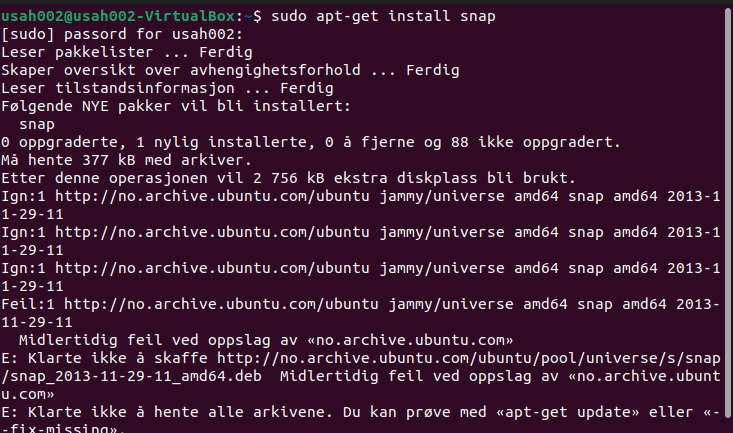 usah002@usah002-VirtualBox:~$ sudo apt-get install snap
[sudo] passord for usah002:
Leser pakkelister ... Ferdig
Skaper oversikt over avhengighetsforhold ... Ferdig
Leser tilstandsinformasjon ... Ferdig
Følgende NYE pakker vil bli installert:
  snap
0 oppgraderte, 1 nylig installerte, 0 å fjerne og 88 ikke oppgradert.
Må hente 377 kB med arkiver.
Etter denne operasjonen vil 2 756 kB ekstra diskplass bli brukt.
Ign:1 http://no.archive.ubuntu.com/ubuntu jammy/universe amd64 snap amd64 2013-1
1-29-11
Ign:1 http://no.archive.ubuntu.com/ubuntu jammy/universe amd64 snap amd64 2013-1
1-29-11
Ign:1 http://no.archive.ubuntu.com/ubuntu jammy/universe amd64 snap amd64 2013-1
1-29-11
Feil:1 http://no.archive.ubuntu.com/ubuntu jammy/universe amd64 snap amd64 2013-
11-29-11
  Midlertidig feil ved oppslag av «no.archive.ubuntu.com»
E: Klarte ikke å skaffe http://no.archive.ubuntu.com/ubuntu/pool/universe/s/snap
/snap_2013-11-29-11_amd64.deb  Midlertidig feil ved oppslag av «no.archive.ubunt
u.com»
E: Klarte ikke å hente alle arkivene. Du kan prøve med «apt-get update» eller «-
-fix-missing».